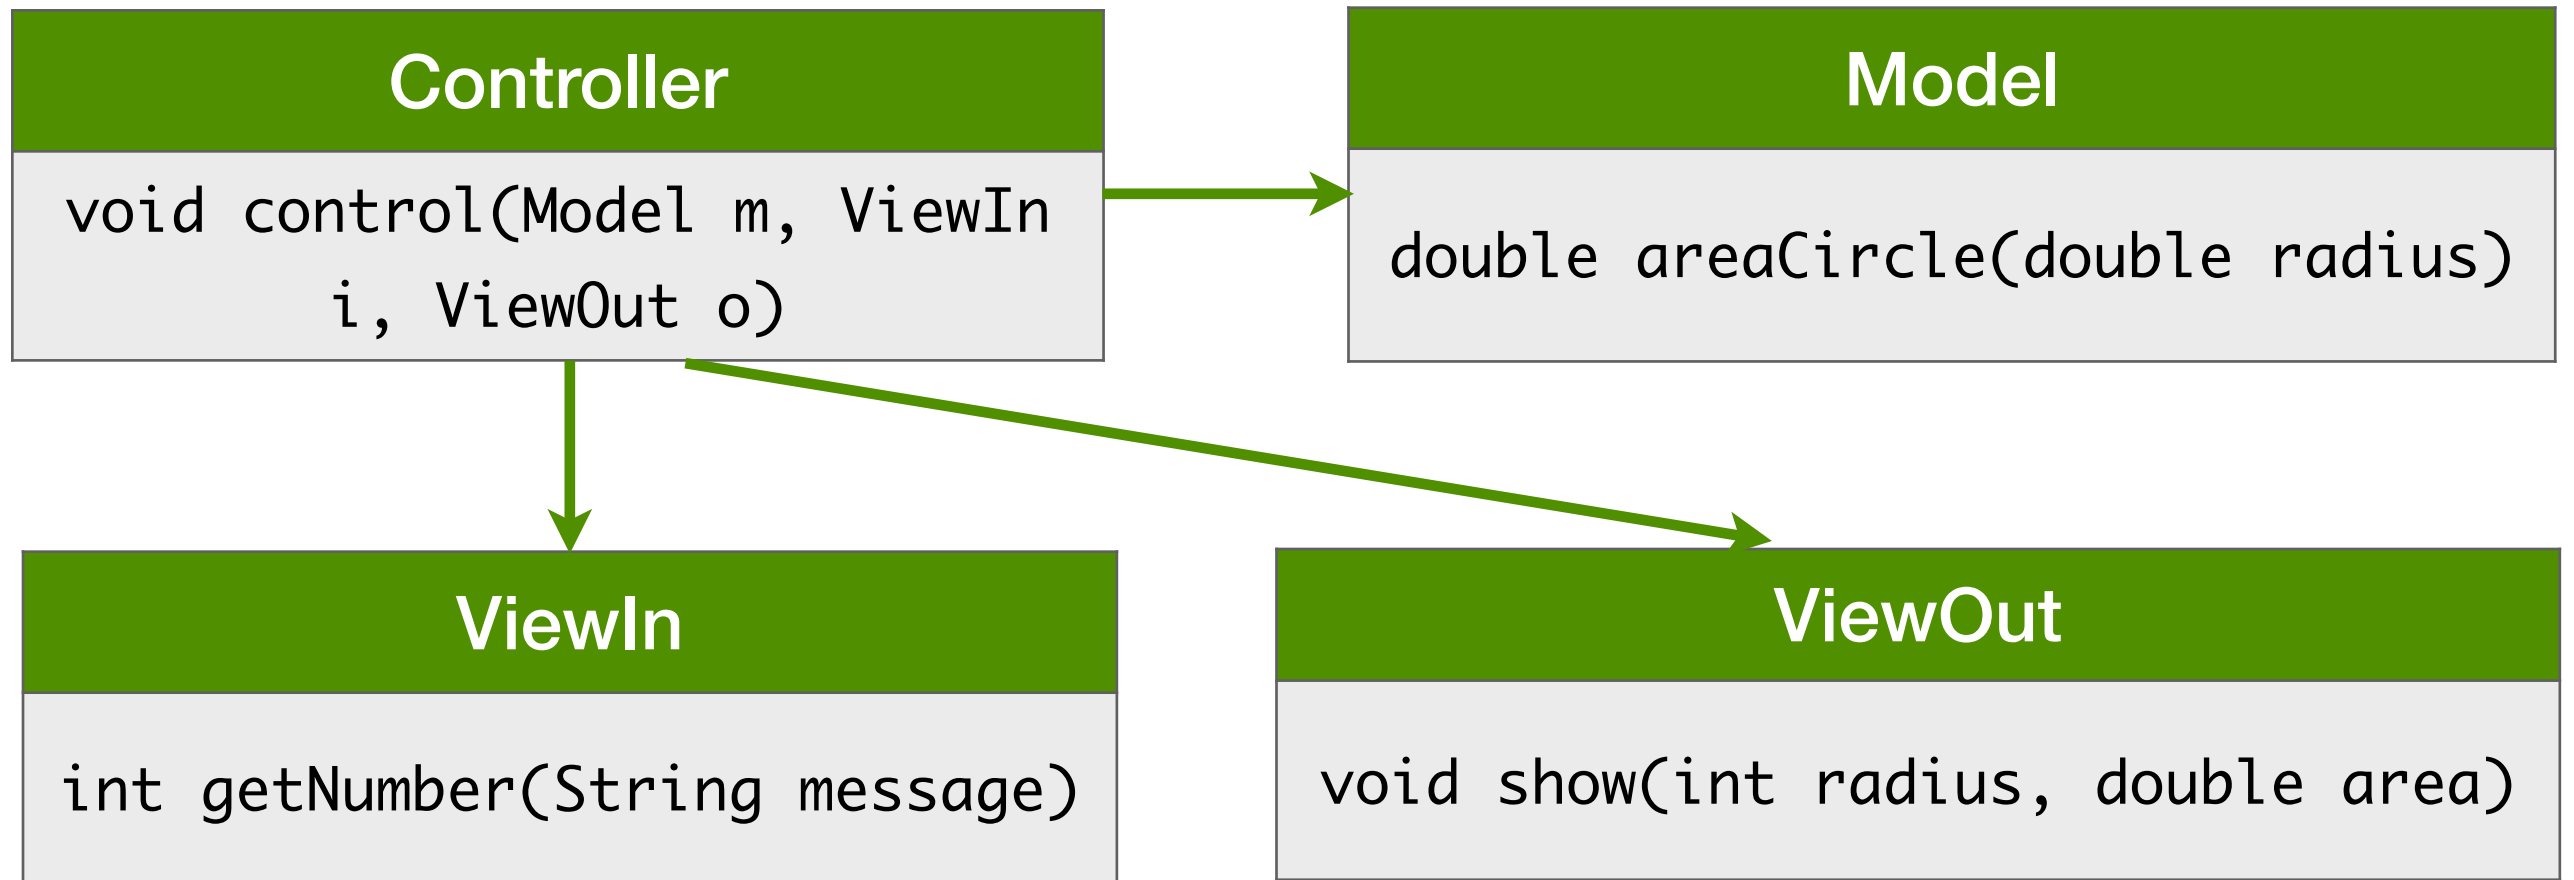 Controller
void control(Model m, ViewIn
i, ViewOut o)
Model
double areaCircle(double radius)
ViewIn
int getNumber(String message)
ViewOut
void show(int radius, double area)